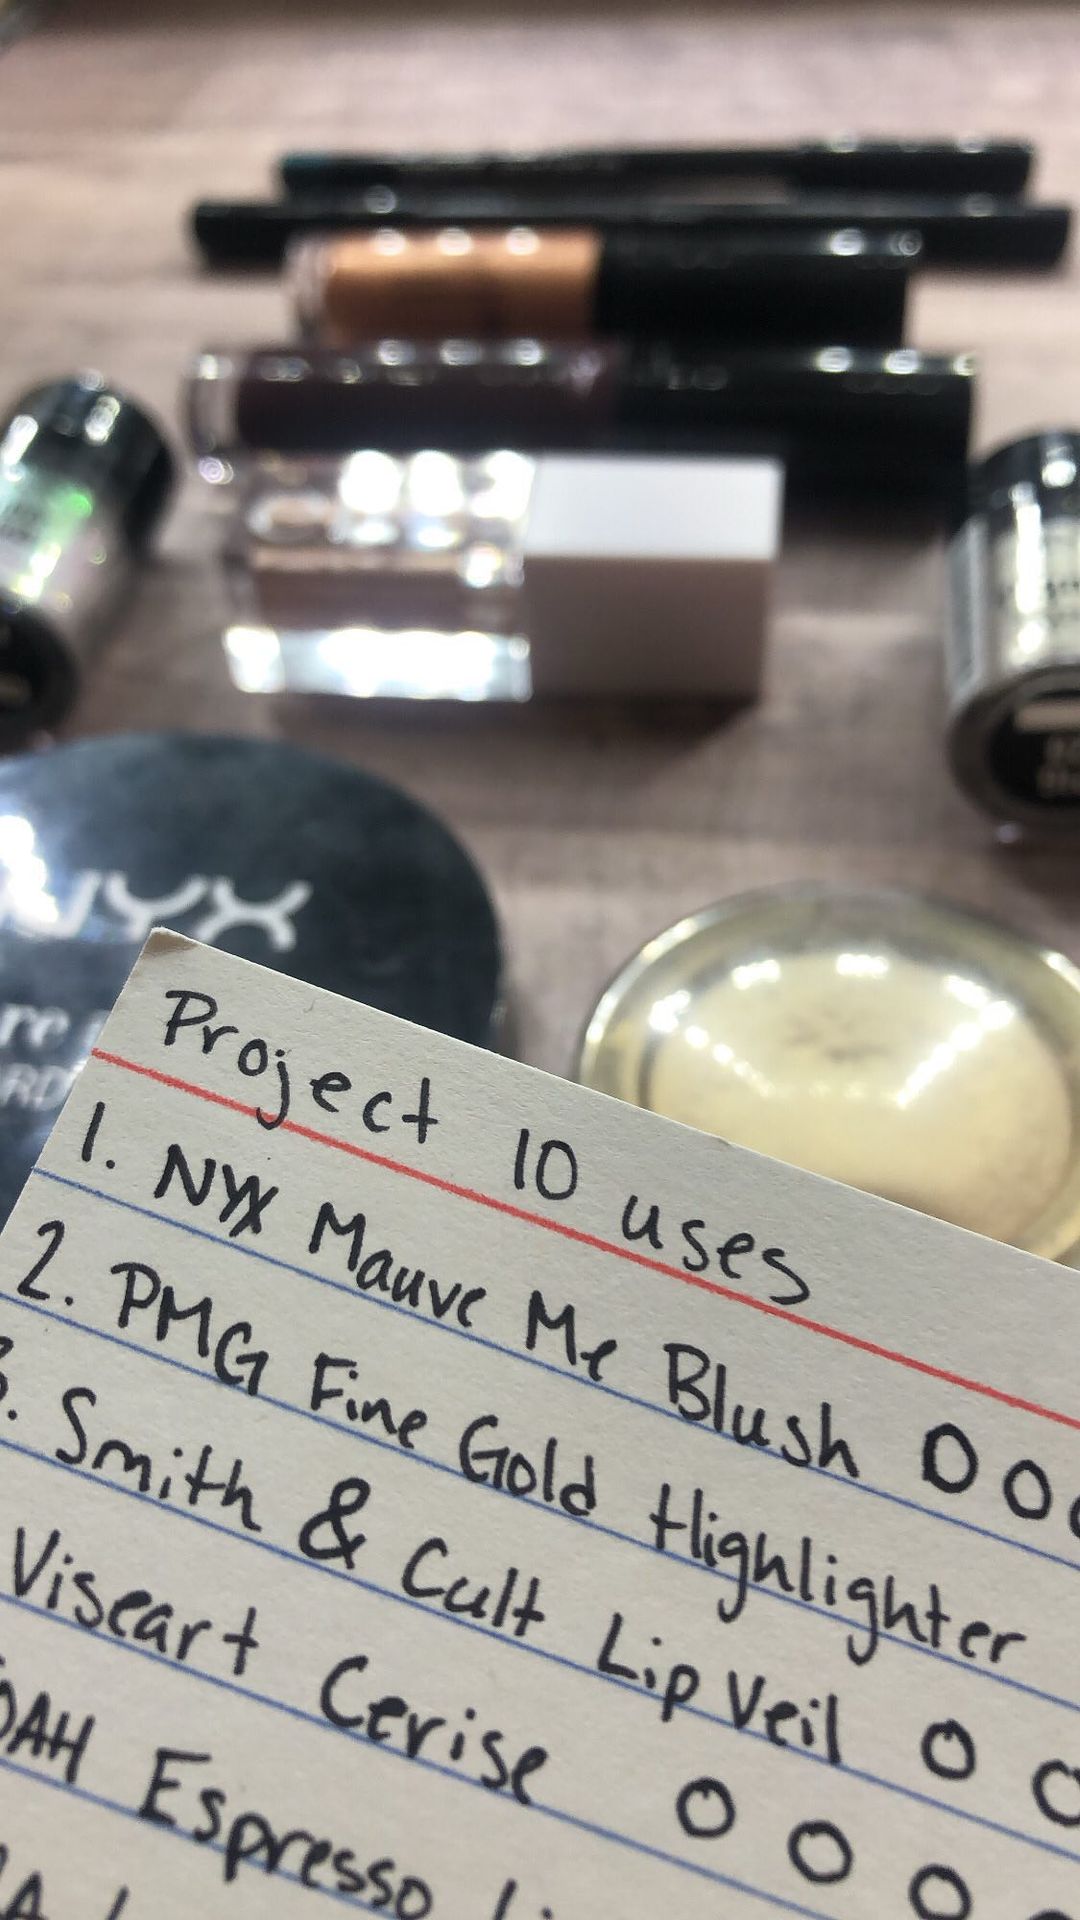 NYX
Project 10 uses
1. NYX Mauve Me Blush O O
2. PMG Fine Gold Highlighter
3. Smith & Cult Lip Veil O O
Viseart Cerise O O O
Espresso